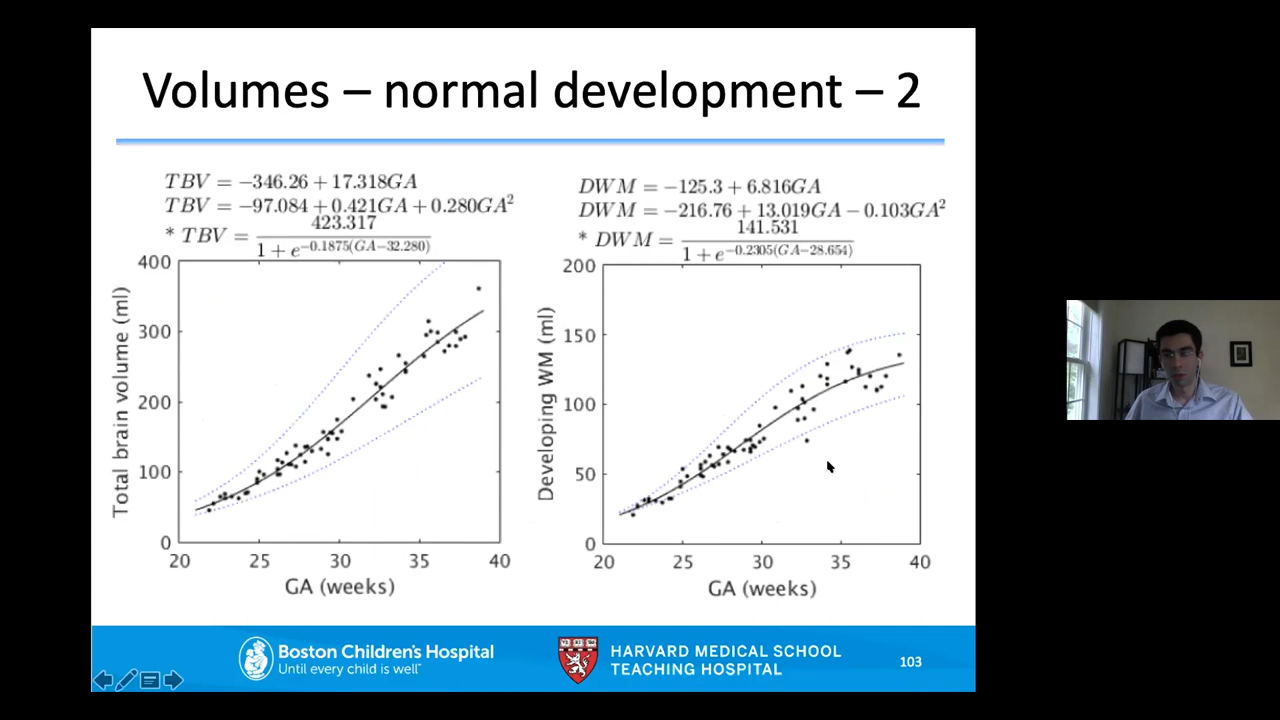 Volumes – normal development – 2
TBV = −346.26 + 17.318GA
TBV = −97.084 + 0.421GA + 0.280GA²
* TBV = 423.317 / 1 + e^−0.1875(GA−32.280)
400
300
200
100
0
Total brain volume (ml)
20 25 30 35 40
GA (weeks)
DWM = −125.3 + 6.816GA
DWM = −216.76 + 13.019GA − 0.103GA²
* DWM = 141.531 / 1 + e^−0.2305(GA−28.654)
200
150
100
50
0
Developing WM (ml)
20 25 30 35 40
GA (weeks)
Boston Children's Hospital
Until every child is well™
HARVARD MEDICAL SCHOOL
TEACHING HOSPITAL
103